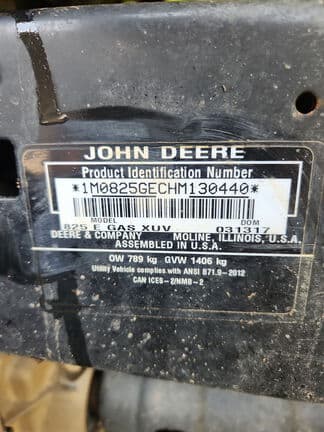 JOHN DEERE
Product Identification Number
*1M0825GECHM130440*
MODEL DOM
825 E GAS XUV 031317
DEERE & COMPANY MOLINE, ILLINOIS, U.S.A.
ASSEMBLED IN U.S.A.
OW 789 kg GVW 1406 kg
Utility Vehicle complies with ANSI B71.9-2012
CAN ICES-2/NMB-2